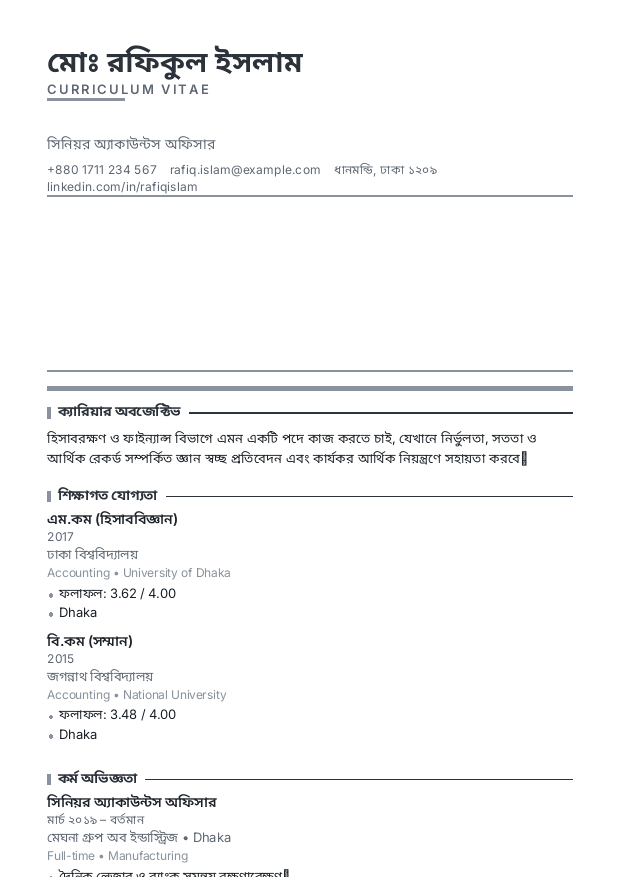 মোঃ রফিকুল ইসলাম
CURRICULUM VITAE
সিনিয়র অ্যাকাউন্টস অফিসার
+880 1711 234 567 rafiq.islam@example.com ধানমন্ডি, ঢাকা ১২০৯
linkedin.com/in/rafiqislam
ক্যারিয়ার অবজেক্টিভ
হিসাবরক্ষণ ও ফাইন্যান্স বিভাগে এমন একটি পদে কাজ করতে চাই, যেখানে নির্ভুলতা, সততা ও
আর্থিক রেকর্ড সম্পর্কিত জ্ঞান স্বচ্ছ প্রতিবেদন এবং কার্যকর আর্থিক নিয়ন্ত্রণে সহায়তা করবে
শিক্ষাগত যোগ্যতা
এম.কম (হিসাববিজ্ঞান)
2017
ঢাকা বিশ্ববিদ্যালয়
Accounting • University of Dhaka
• ফলাফল: 3.62 / 4.00
• Dhaka
বি.কম (সম্মান)
2015
জগন্নাথ বিশ্ববিদ্যালয়
Accounting • National University
• ফলাফল: 3.48 / 4.00
• Dhaka
কর্ম অভিজ্ঞতা
সিনিয়র অ্যাকাউন্টস অফিসার
মার্চ ২০১৯ – বর্তমান
মেঘনা গ্রুপ অব ইন্ডাস্ট্রিজ • Dhaka
Full-time • Manufacturing
• দৈনিক লেজার ও ব্যাংক সমন্বয় রক্ষণাবেক্ষণ